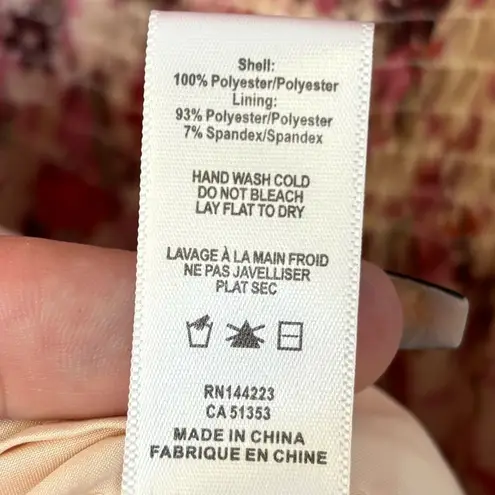 Shell:
100% Polyester/Polyester
Lining:
93% Polyester/Polyester
7% Spandex/Spandex
HAND WASH COLD
DO NOT BLEACH
LAY FLAT TO DRY
LAVAGE À LA MAIN FROID
NE PAS JAVELLISER
PLAT SEC
RN144223
CA 51353
MADE IN CHINA
FABRIQUE EN CHINE